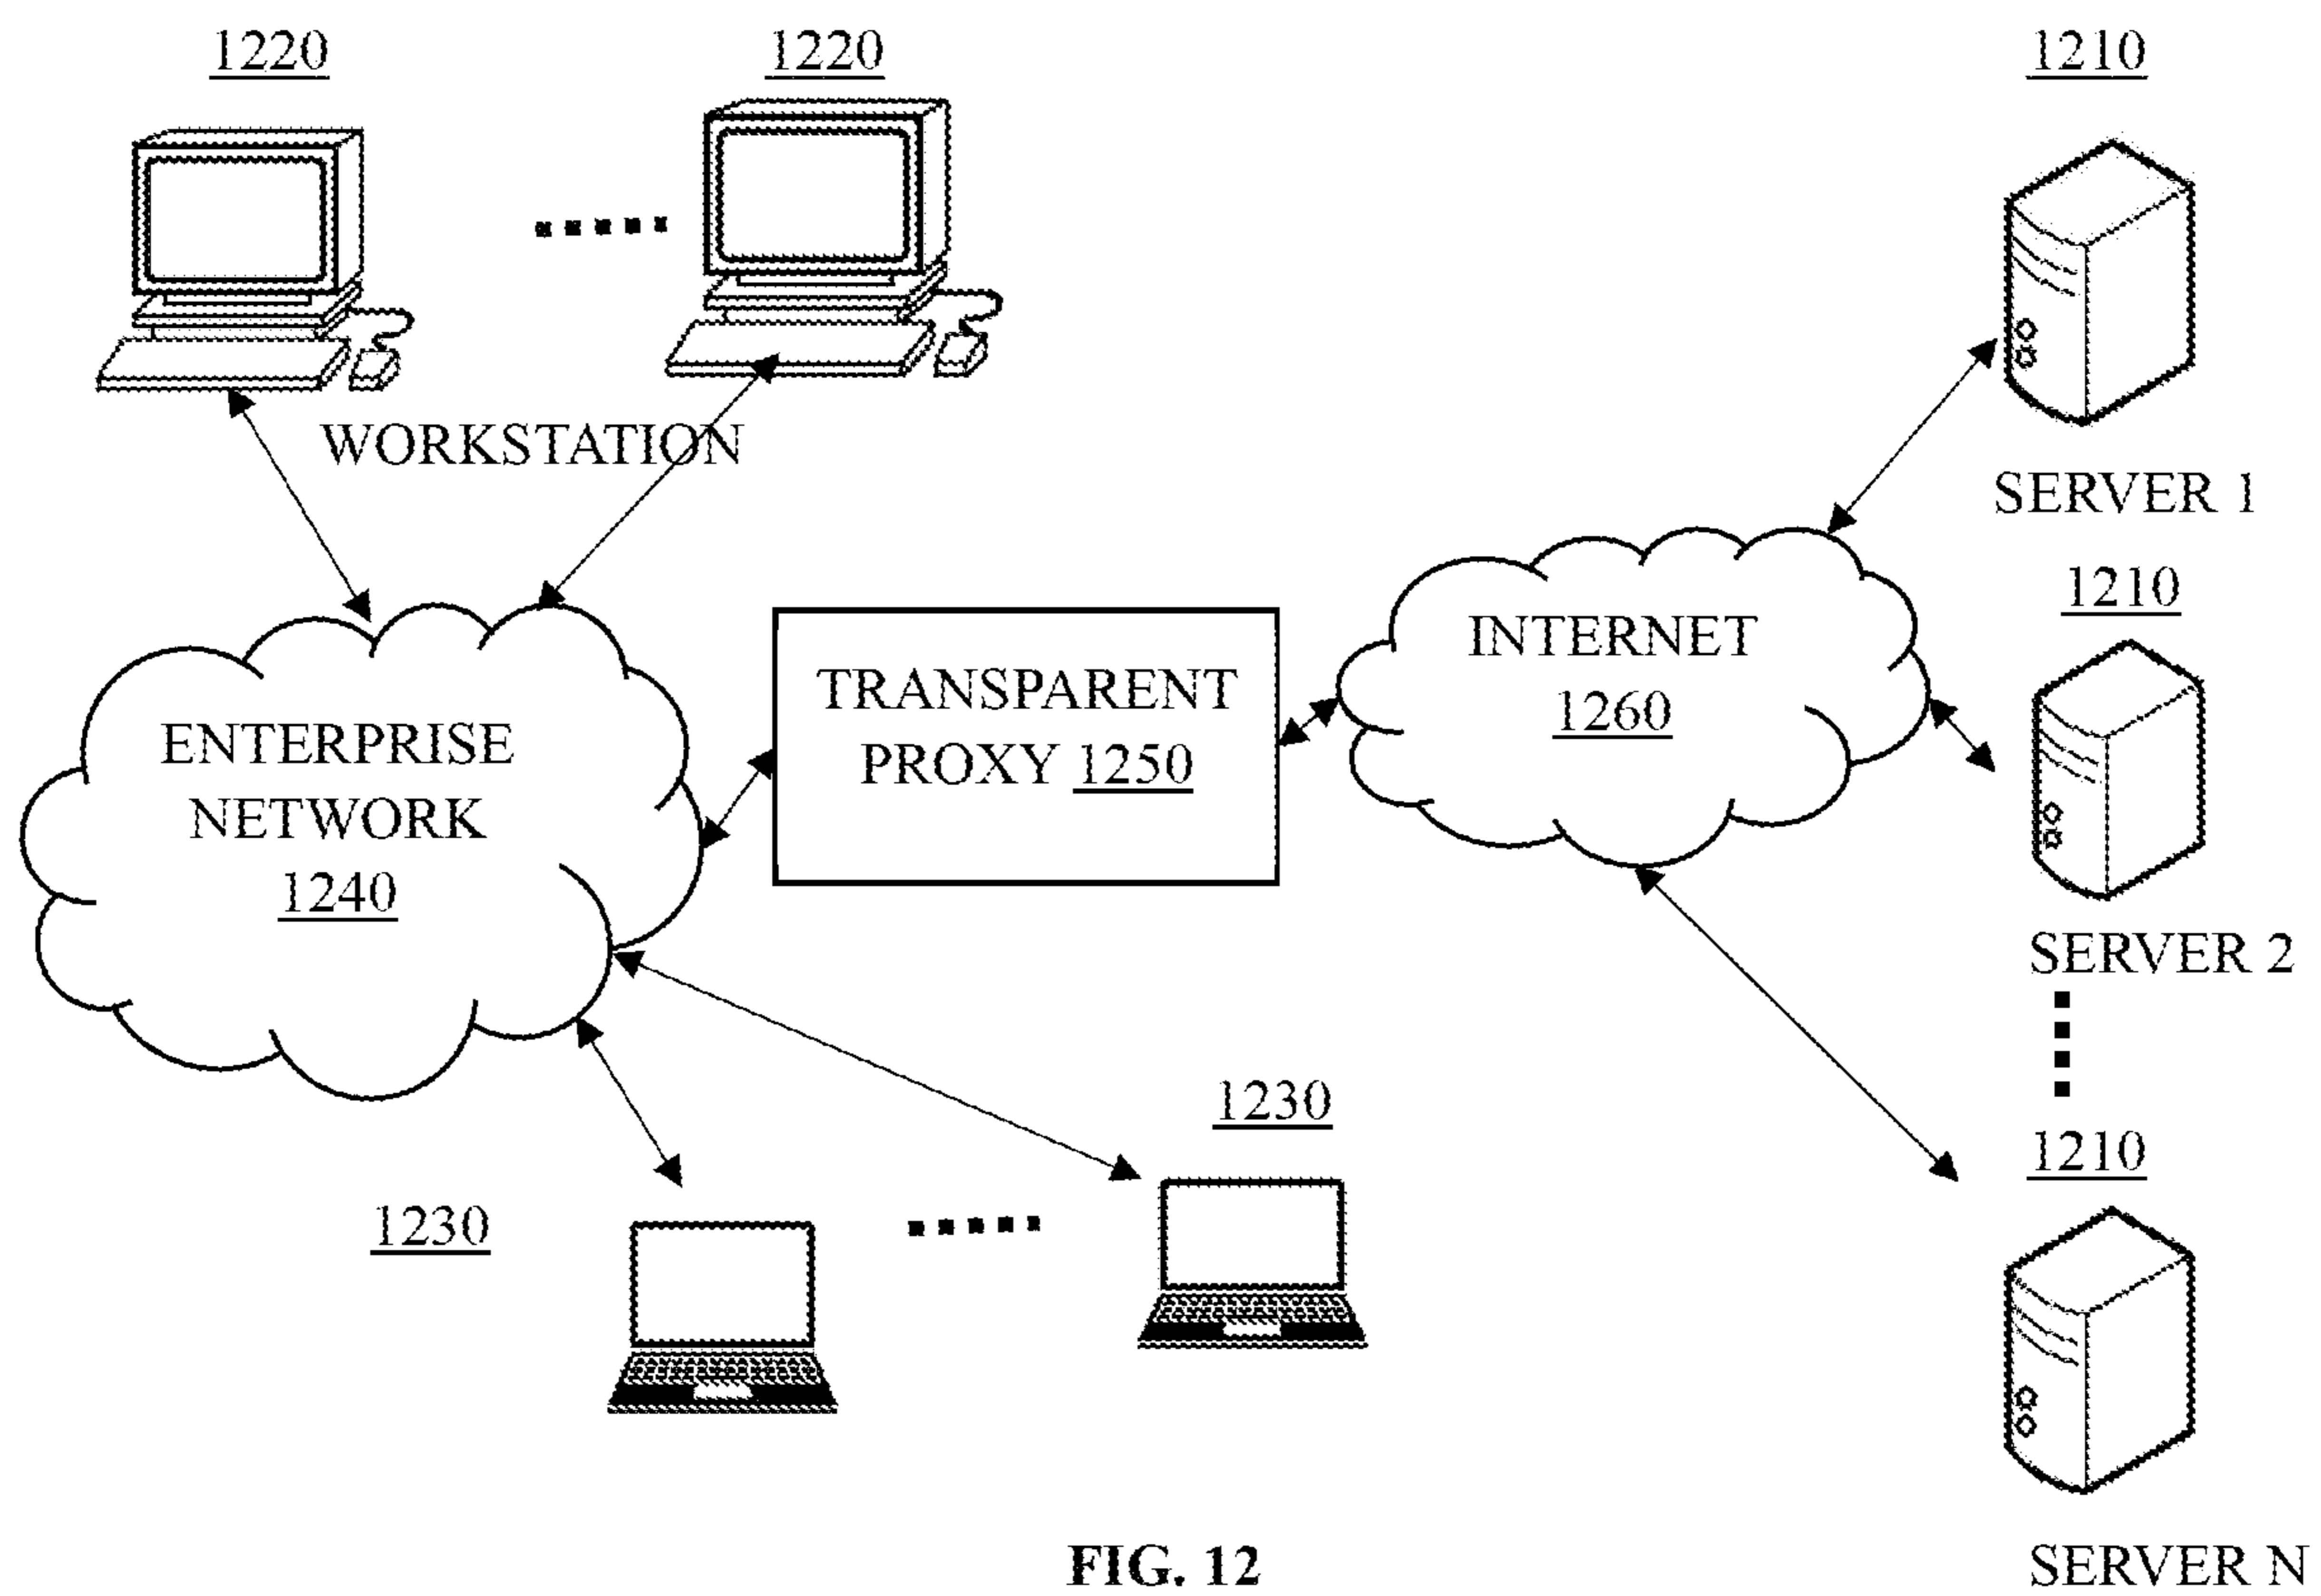 1220
1220
1210
WORKSTATION
SERVER 1
1210
INTERNET
1260
TRANSPARENT
PROXY 1250
ENTERPRISE
NETWORK
1240
SERVER 2
1230
1230
1210
SERVER N
FIG. 12